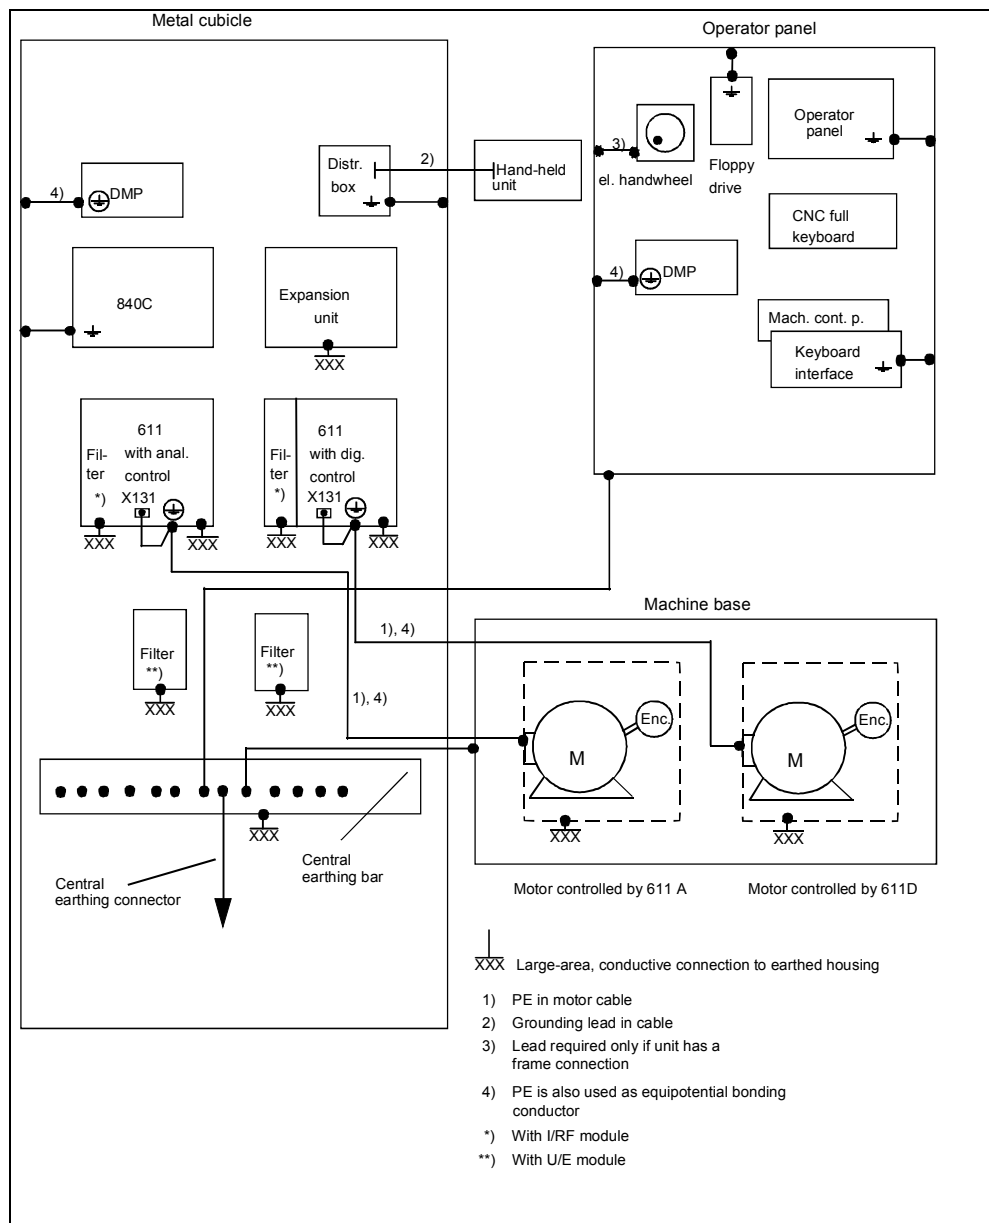 Metal cubicle
Operator panel
Operator
panel
3)
el. handwheel
Floppy
drive
Distr.
box
2)
Hand-held
unit
4)
DMP
CNC full
keyboard
4)
DMP
840C
Expansion
unit
XXX
Mach. cont. p.
Keyboard
interface
611
with anal.
control
X131
Fil-
ter
*)
XXX
XXX
611
with dig.
control
X131
Fil-
ter
*)
XXX
XXX
Machine base
1), 4)
Filter
**)
XXX
Filter
**)
XXX
1), 4)
Enc.
M
XXX
Enc.
M
XXX
XXX
Central
earthing connector
Central
earthing bar
Motor controlled by 611 A
Motor controlled by 611D
XXX Large-area, conductive connection to earthed housing
1) PE in motor cable
2) Grounding lead in cable
3) Lead required only if unit has a
frame connection
4) PE is also used as equipotential bonding
conductor
*) With I/RF module
**) With U/E module